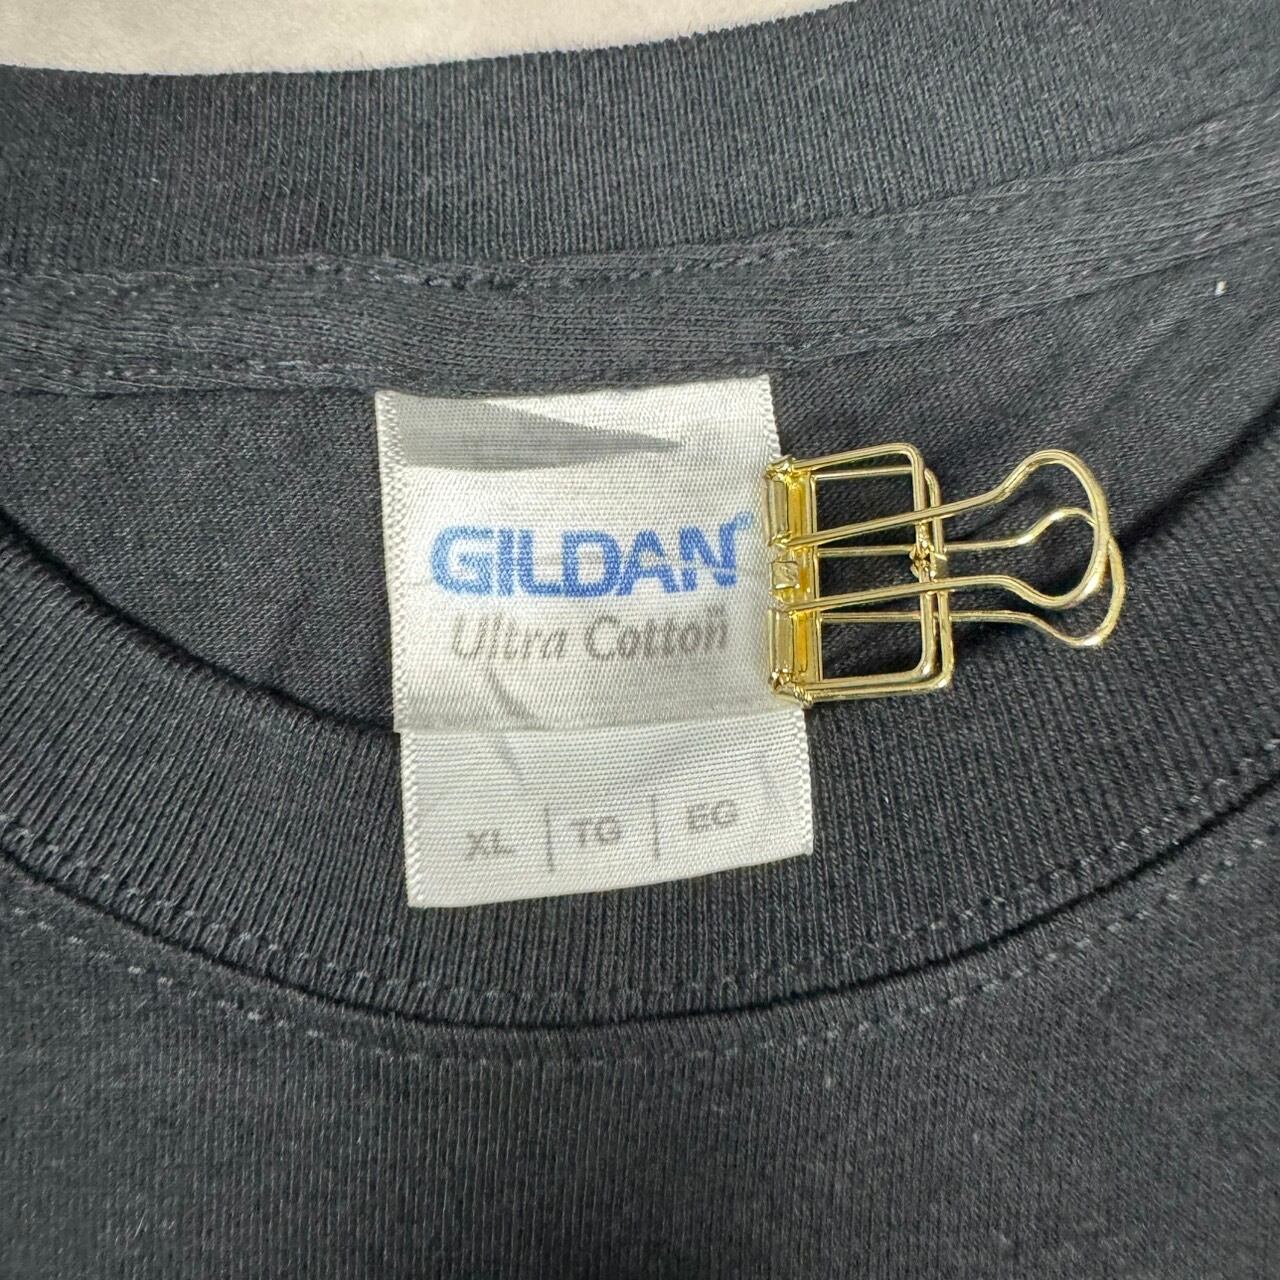 GILDAN®
Ultra Cotton®
XL | TG | EG